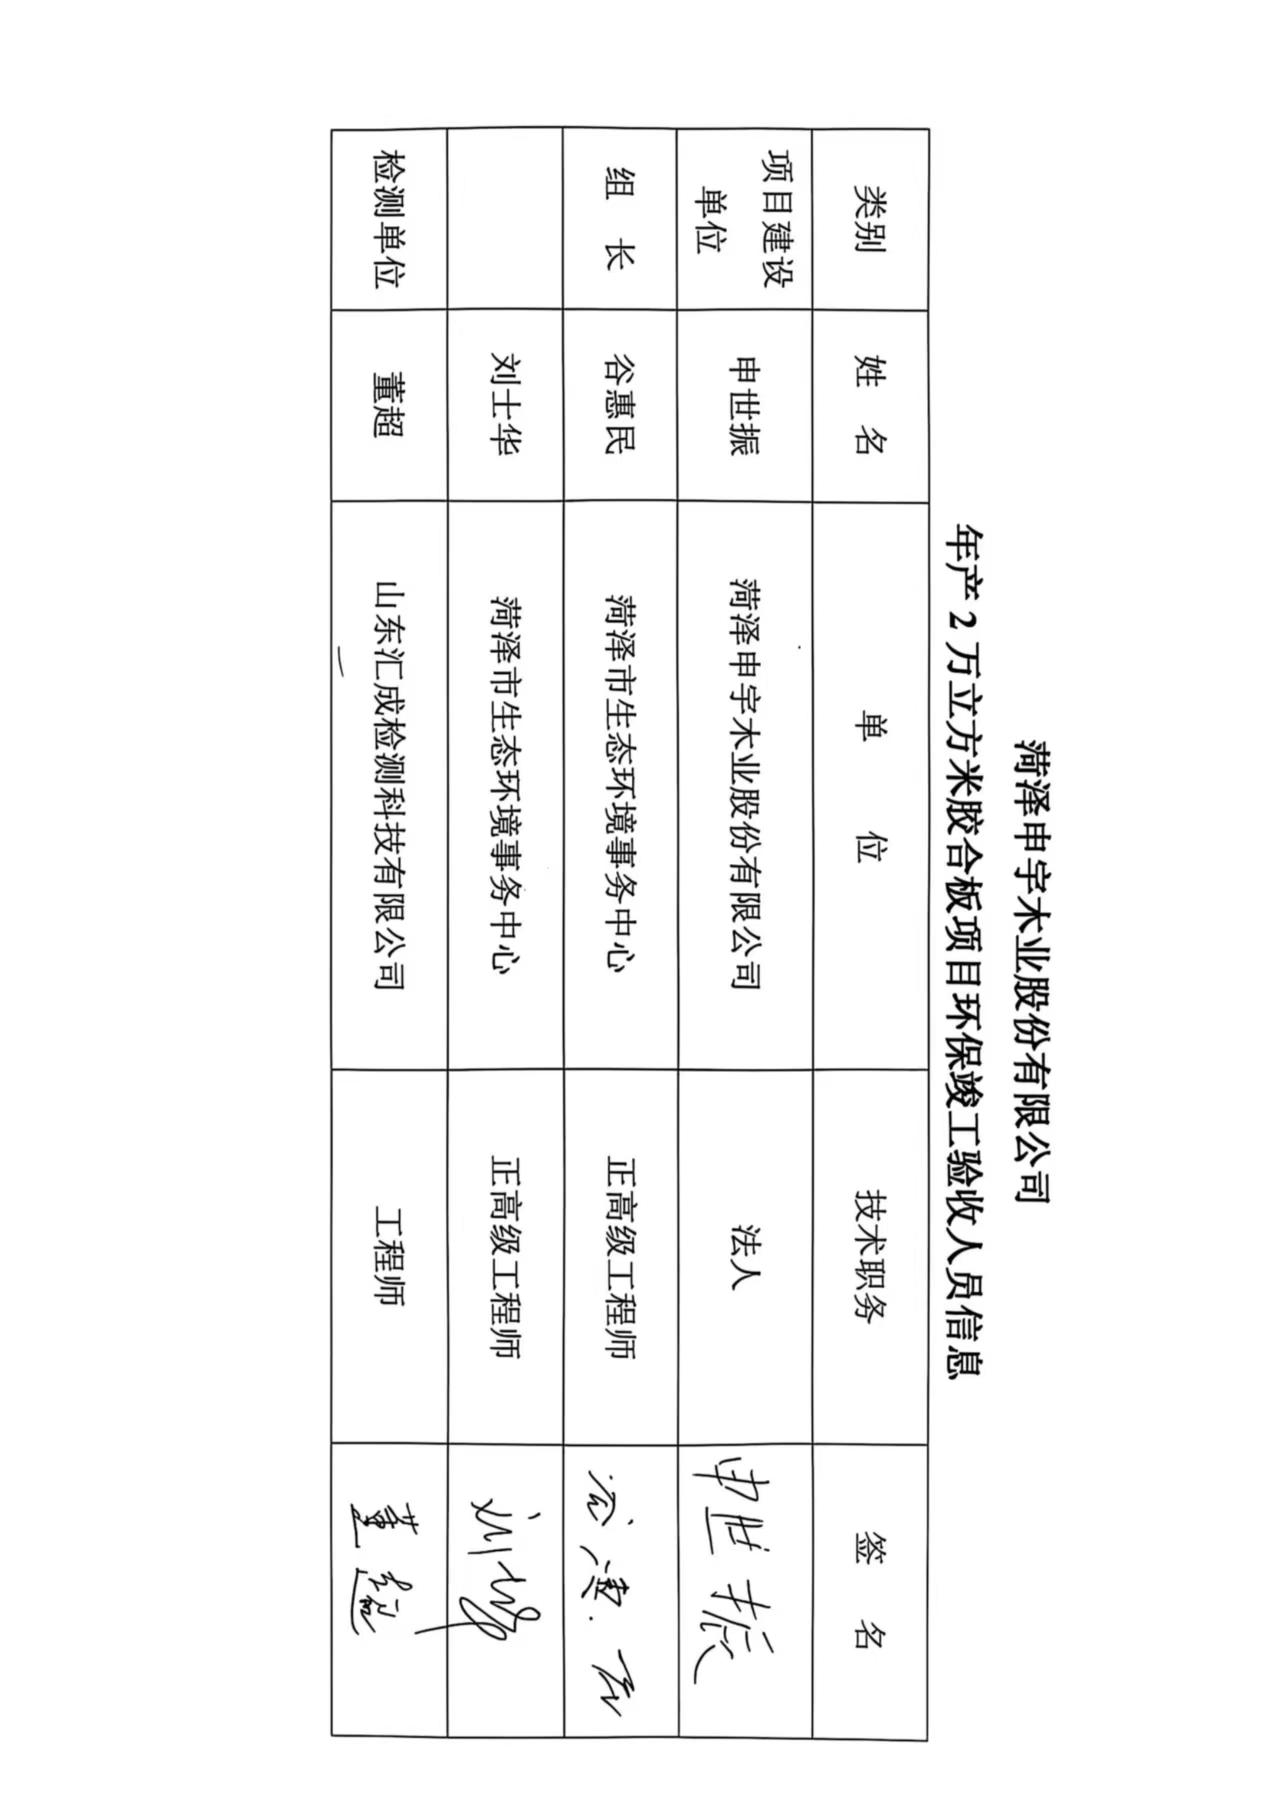 菏泽申宇木业股份有限公司
年产 2 万立方米胶合板项目环保竣工验收人员信息
类别 姓 名 单 位 技术职务 签 名
项目建设
单位 申世振 菏泽申宇木业股份有限公司 法人 申世振
组 长 谷惠民 菏泽市生态环境事务中心 正高级工程师 谷惠民
刘士华 菏泽市生态环境事务中心 正高级工程师 刘士华
检测单位 董超 山东汇成检测科技有限公司 工程师 董超